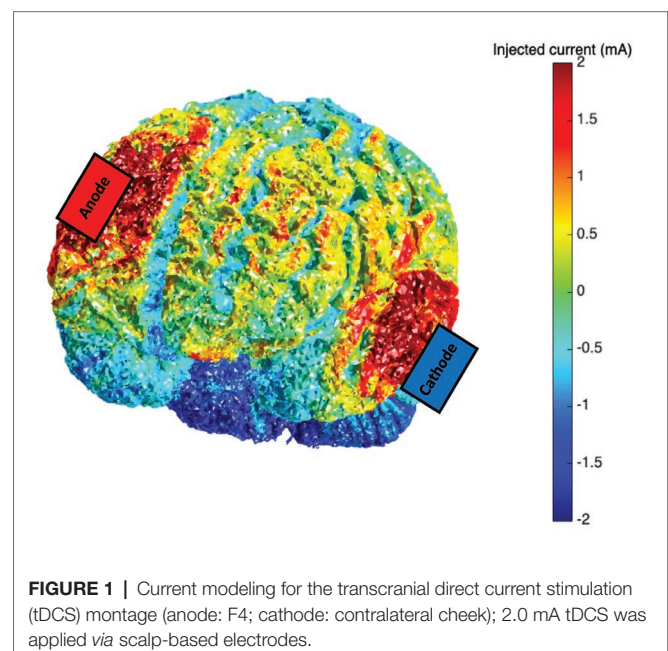 Injected current (mA)
2
1.5
1
0.5
0
-0.5
-1
-1.5
-2
Anode
Cathode
FIGURE 1 | Current modeling for the transcranial direct current stimulation
(tDCS) montage (anode: F4; cathode: contralateral cheek); 2.0 mA tDCS was
applied via scalp-based electrodes.